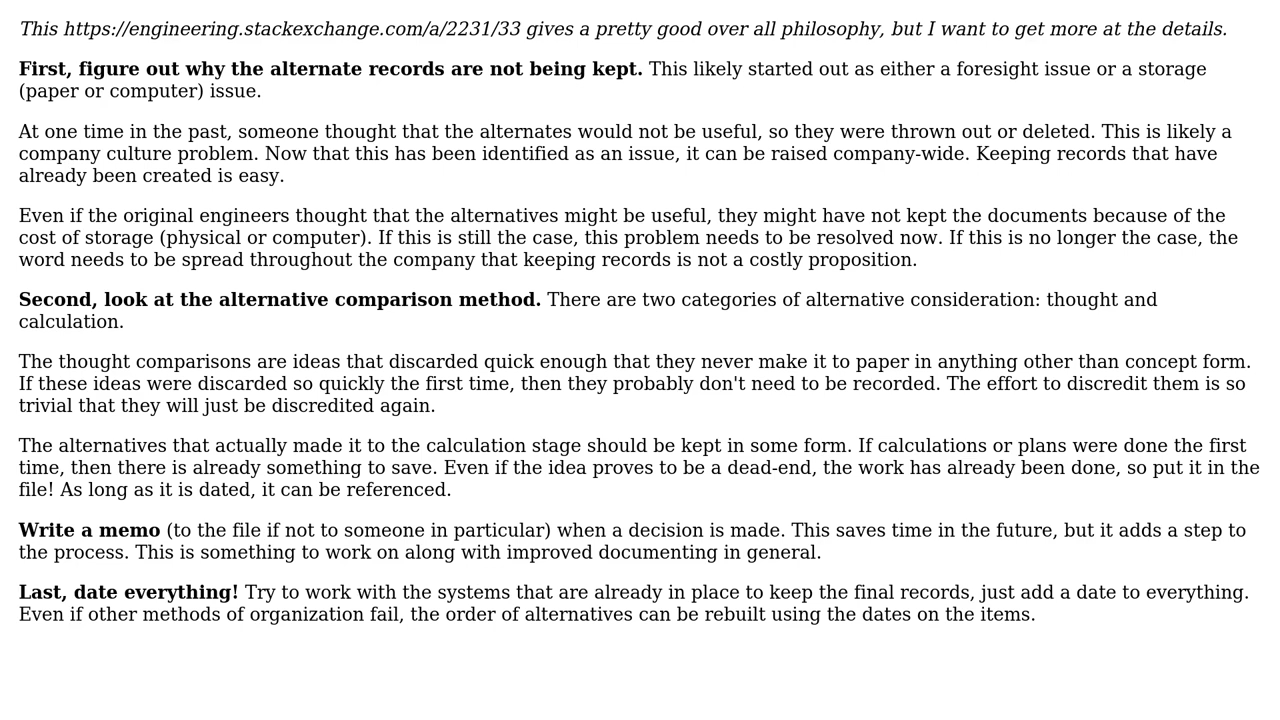 This https://engineering.stackexchange.com/a/2231/33 gives a pretty good over all philosophy, but I want to get more at the details.
First, figure out why the alternate records are not being kept. This likely started out as either a foresight issue or a storage
(paper or computer) issue.
At one time in the past, someone thought that the alternates would not be useful, so they were thrown out or deleted. This is likely a
company culture problem. Now that this has been identified as an issue, it can be raised company-wide. Keeping records that have
already been created is easy.
Even if the original engineers thought that the alternatives might be useful, they might have not kept the documents because of the
cost of storage (physical or computer). If this is still the case, this problem needs to be resolved now. If this is no longer the case, the
word needs to be spread throughout the company that keeping records is not a costly proposition.
Second, look at the alternative comparison method. There are two categories of alternative consideration: thought and
calculation.
The thought comparisons are ideas that discarded quick enough that they never make it to paper in anything other than concept form.
If these ideas were discarded so quickly the first time, then they probably don't need to be recorded. The effort to discredit them is so
trivial that they will just be discredited again.
The alternatives that actually made it to the calculation stage should be kept in some form. If calculations or plans were done the first
time, then there is already something to save. Even if the idea proves to be a dead-end, the work has already been done, so put it in the
file! As long as it is dated, it can be referenced.
Write a memo (to the file if not to someone in particular) when a decision is made. This saves time in the future, but it adds a step to
the process. This is something to work on along with improved documenting in general.
Last, date everything! Try to work with the systems that are already in place to keep the final records, just add a date to everything.
Even if other methods of organization fail, the order of alternatives can be rebuilt using the dates on the items.